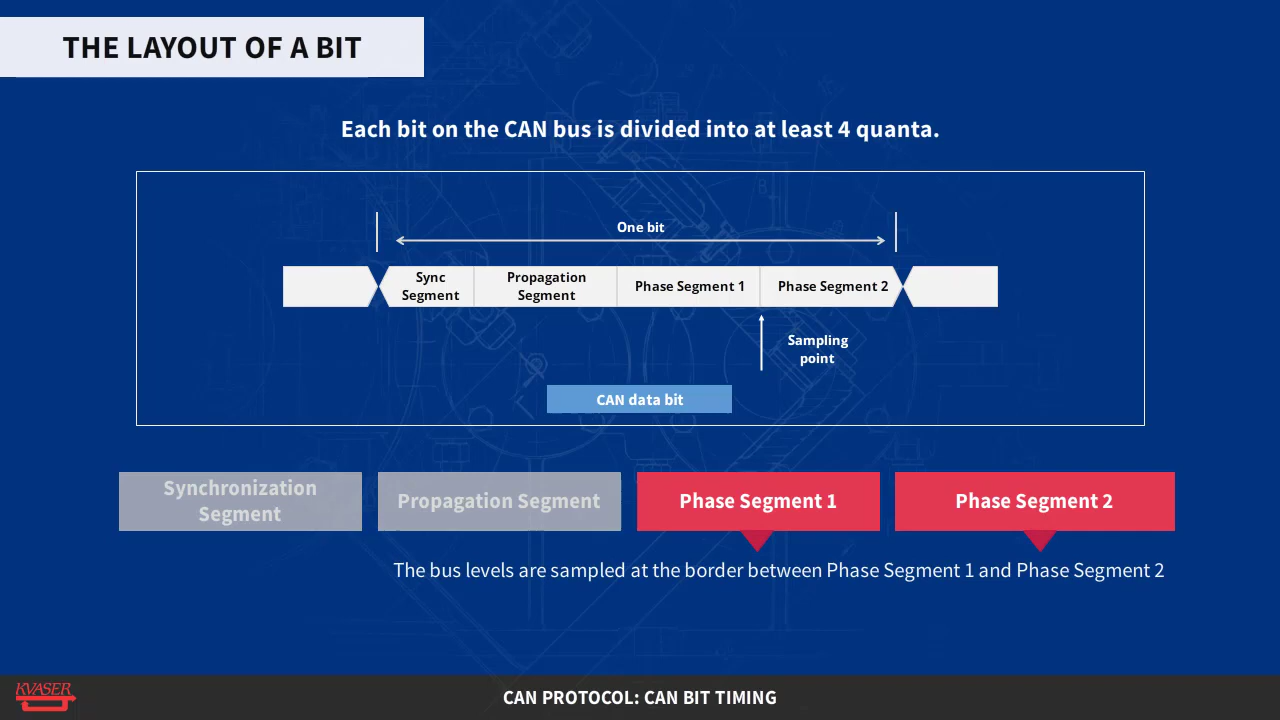 THE LAYOUT OF A BIT
Each bit on the CAN bus is divided into at least 4 quanta.
One bit
Sync
Segment
Propagation
Segment
Phase Segment 1
Phase Segment 2
Sampling
point
CAN data bit
Synchronization
Segment
Propagation Segment
Phase Segment 1
Phase Segment 2
The bus levels are sampled at the border between Phase Segment 1 and Phase Segment 2
KVASER
CAN PROTOCOL: CAN BIT TIMING